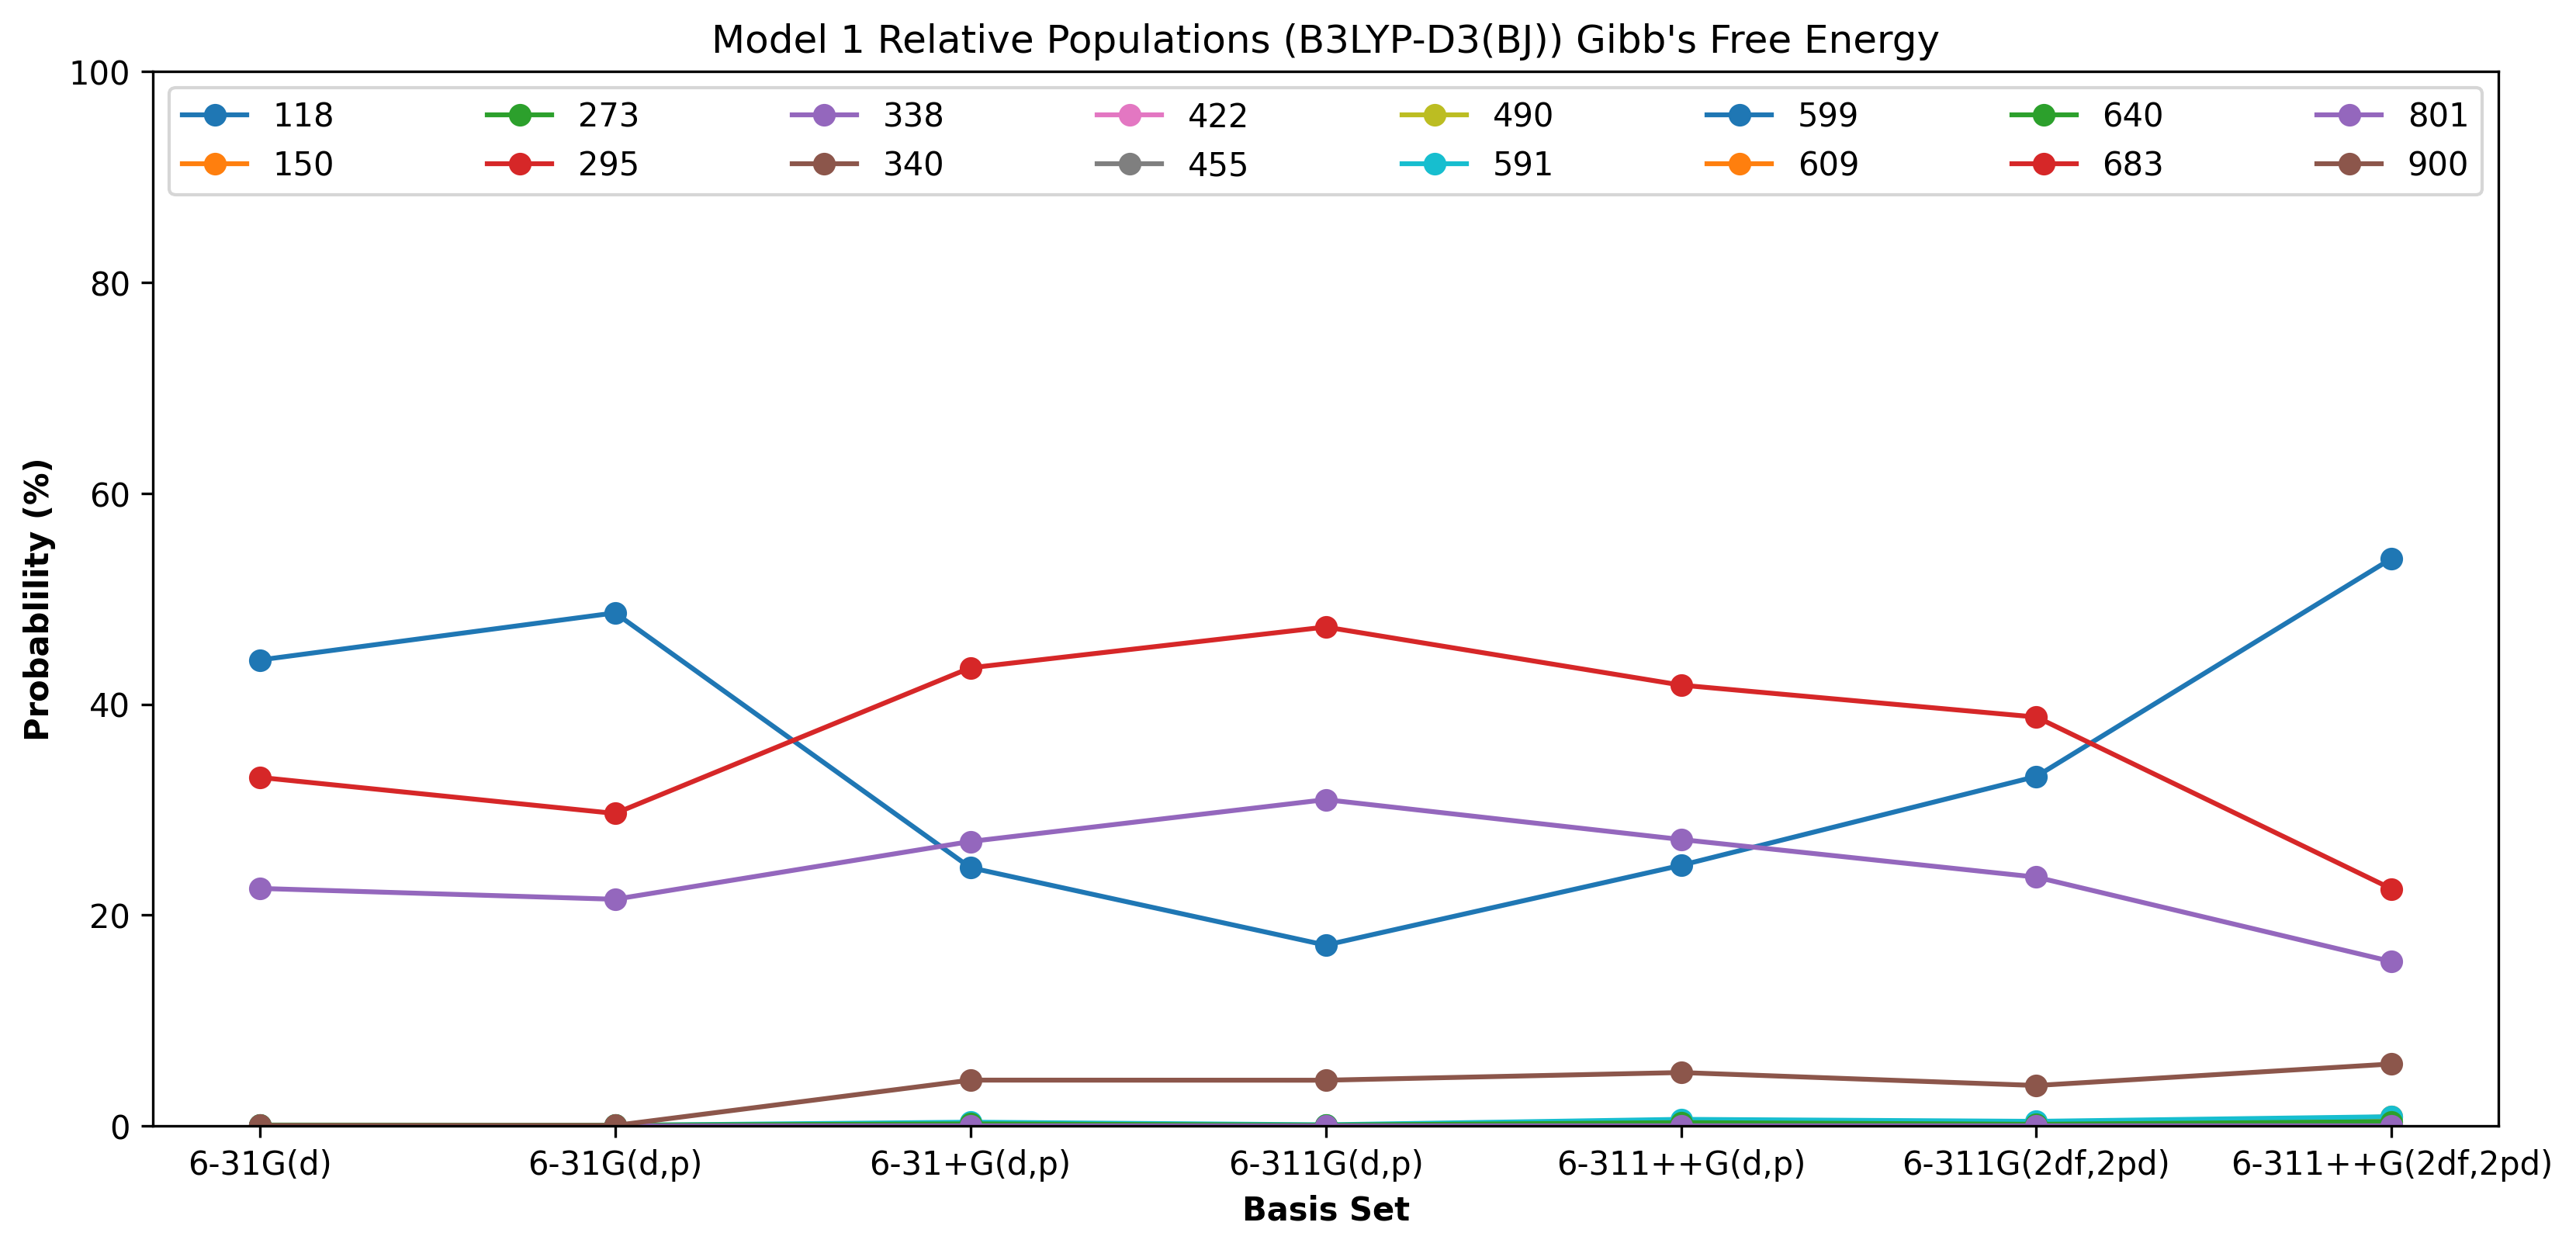 Model 1 Relative Populations (B3LYP-D3(BJ)) Gibb's Free Energy
100
118 273 338 422 490 599 640 801
150 295 340 455 591 609 683 900
80
60
40
20
0
Probablility (%)
6-31G(d) 6-31G(d,p) 6-31+G(d,p) 6-311G(d,p) 6-311++G(d,p) 6-311G(2df,2pd) 6-311++G(2df,2pd)
Basis Set